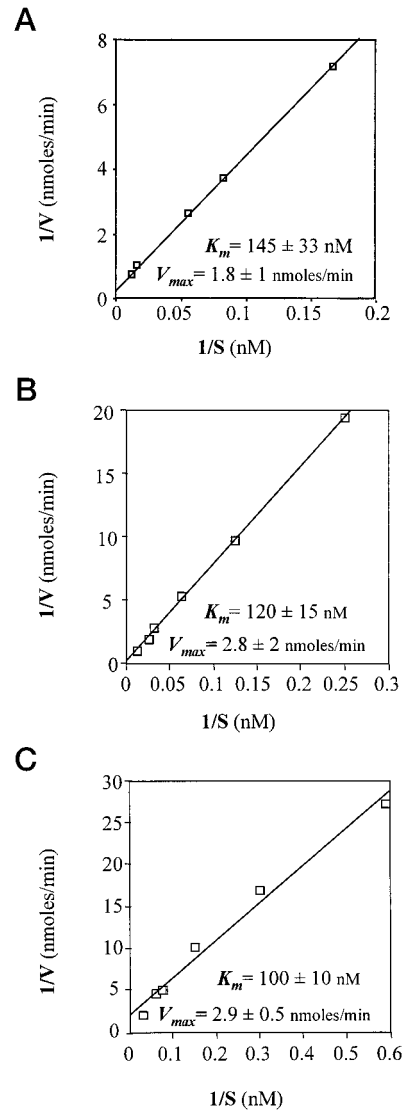 A
8
6
4
2
0
1/V (nmoles/min)
Km= 145 ± 33 nM
Vmax= 1.8 ± 1 nmoles/min
0 0.05 0.1 0.15 0.2
1/S (nM)
B
20
15
10
5
0
1/V (nmoles/min)
Km= 120 ± 15 nM
Vmax= 2.8 ± 2 nmoles/min
0 0.05 0.1 0.15 0.2 0.25 0.3
1/S (nM)
C
30
25
20
15
10
5
0
1/V (nmoles/min)
Km= 100 ± 10 nM
Vmax= 2.9 ± 0.5 nmoles/min
0 0.1 0.2 0.3 0.4 0.5 0.6
1/S (nM)